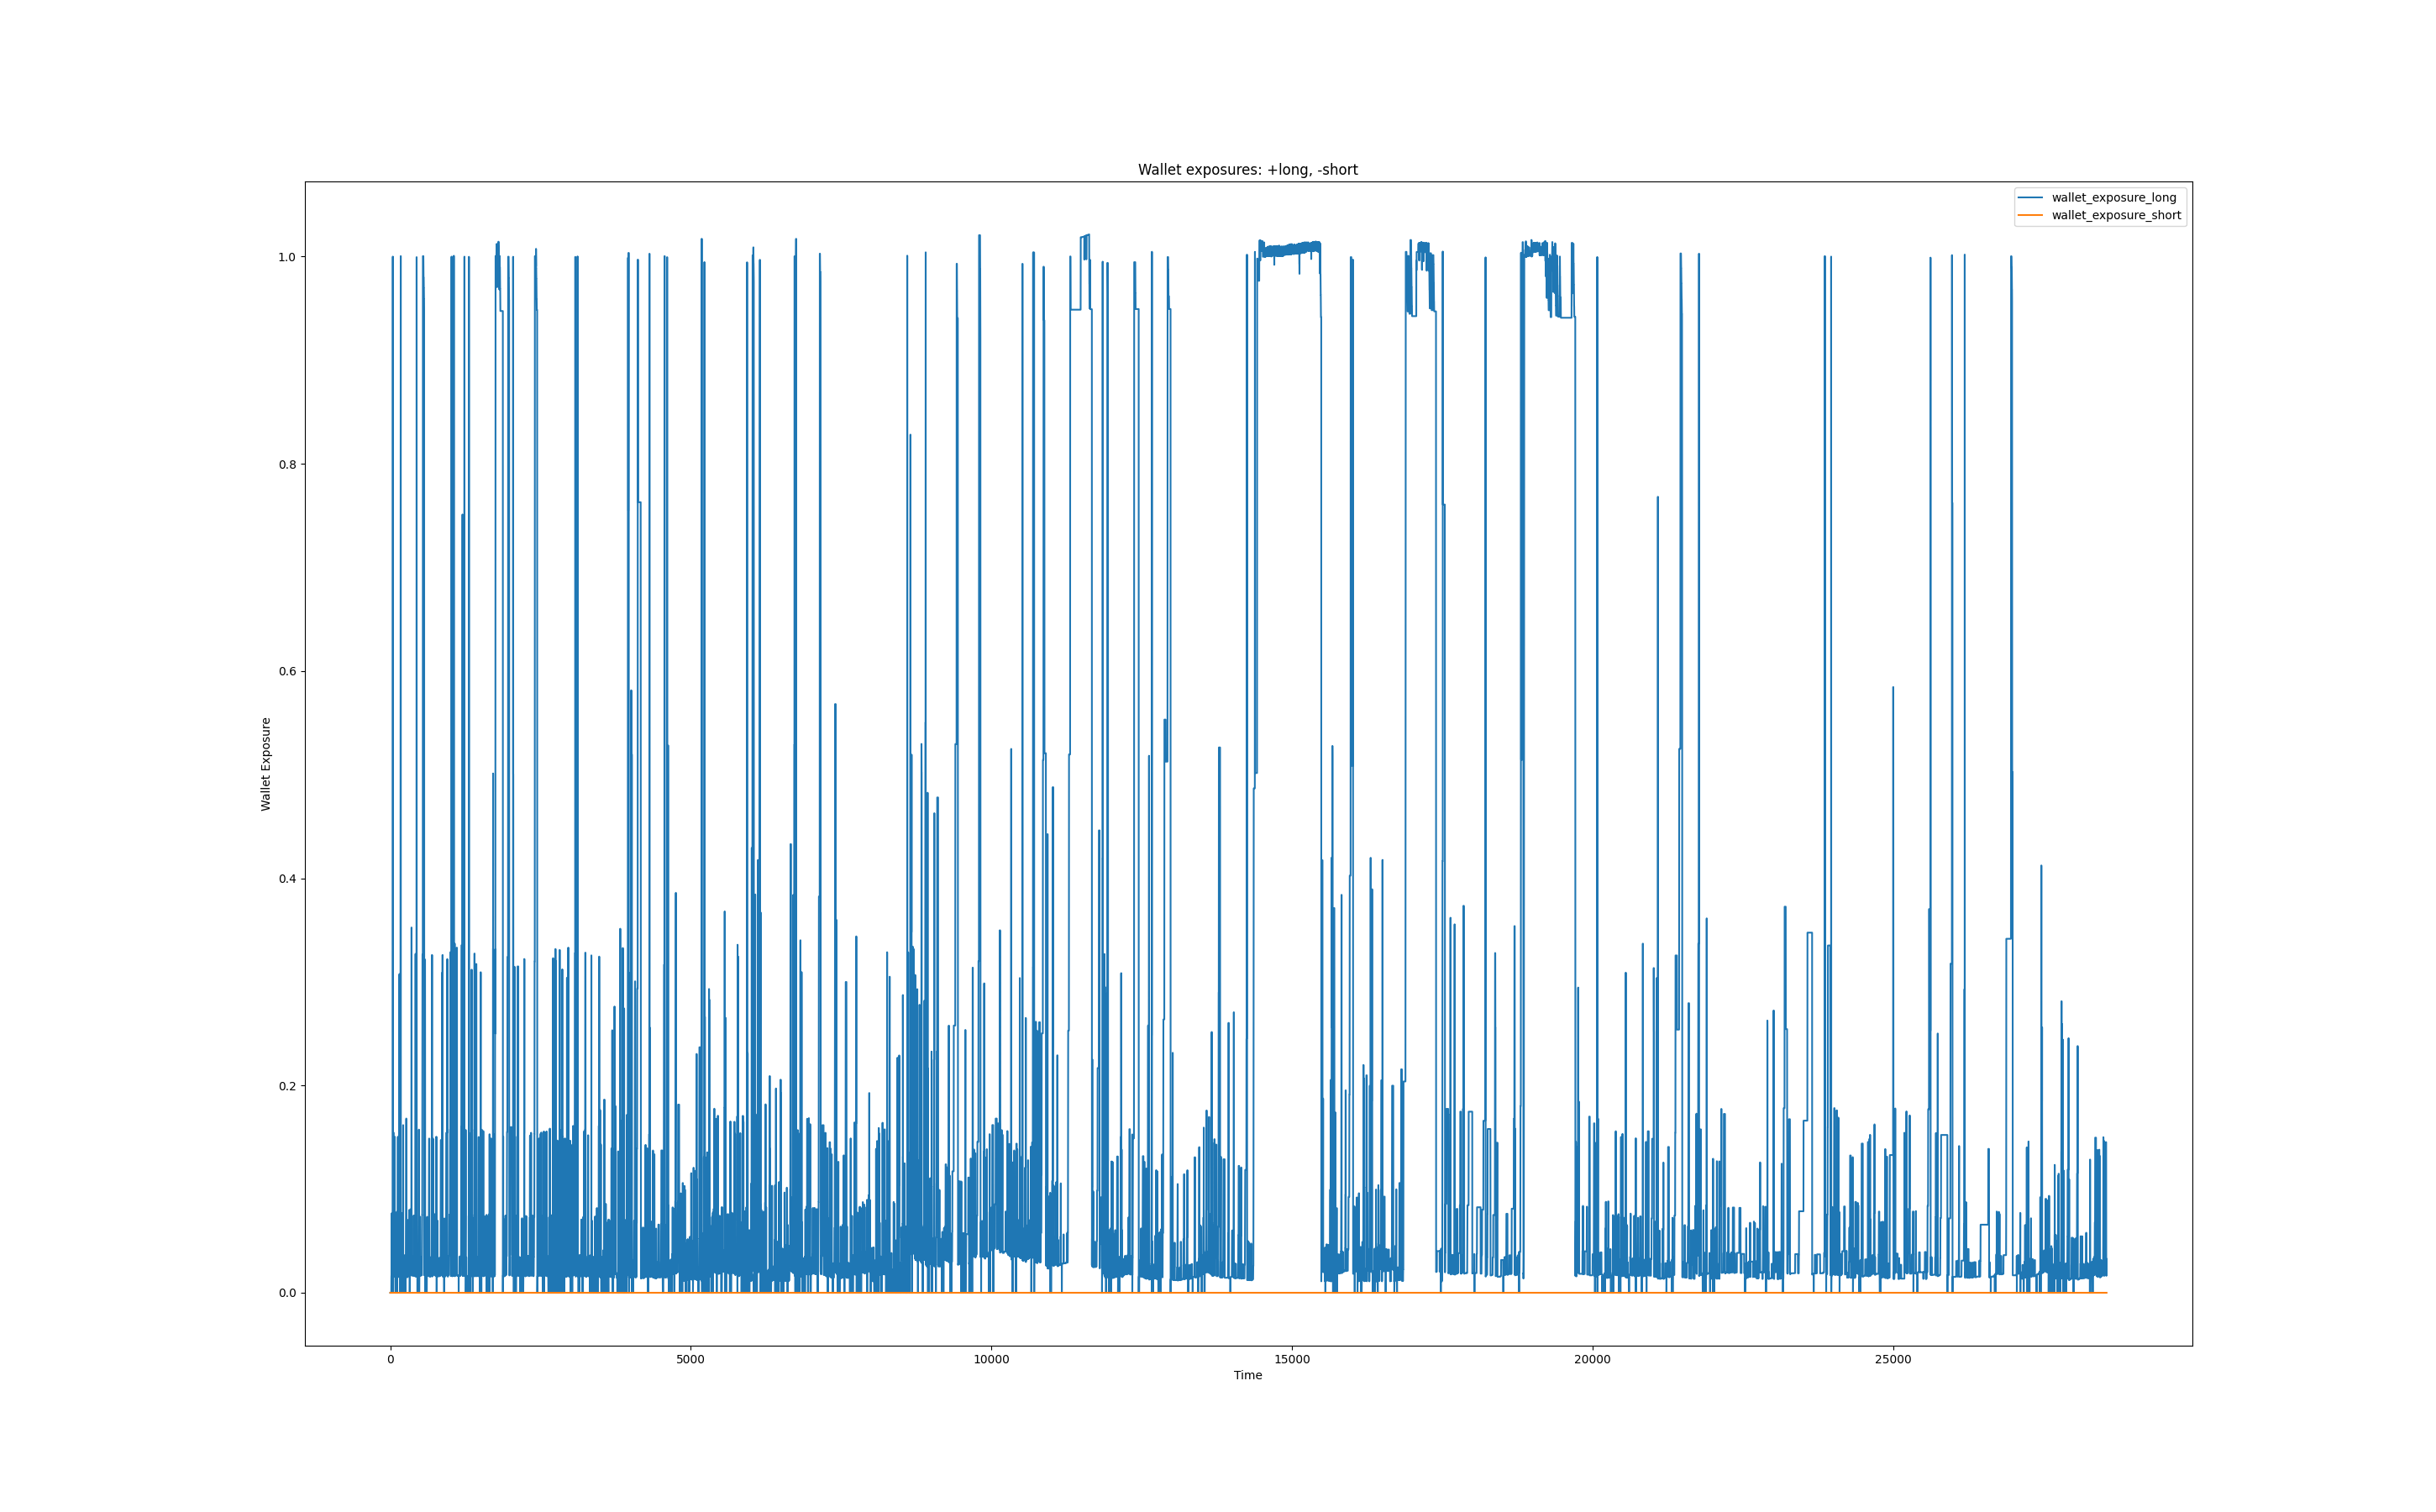 Wallet exposures: +long, -short
wallet_exposure_long
wallet_exposure_short
1.0
0.8
0.6
0.4
0.2
0.0
Wallet Exposure
0 5000 10000 15000 20000 25000
Time